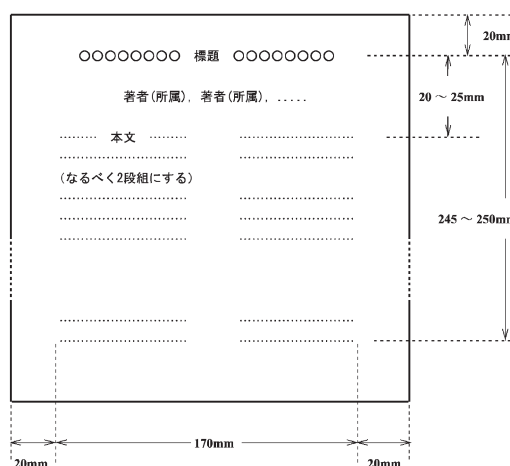 20mm
○○○○○○○○ 標題 ○○○○○○○○
著者(所属), 著者(所属), .....
20 ～ 25mm
........ 本文 ........
(なるべく2段組にする)
245 ～ 250mm
170mm
20mm
20mm